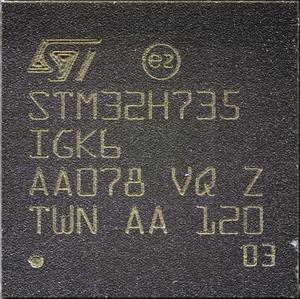 ST e2
STM32H735
IGK6
AA078 VQ Z
TWN AA 120
03